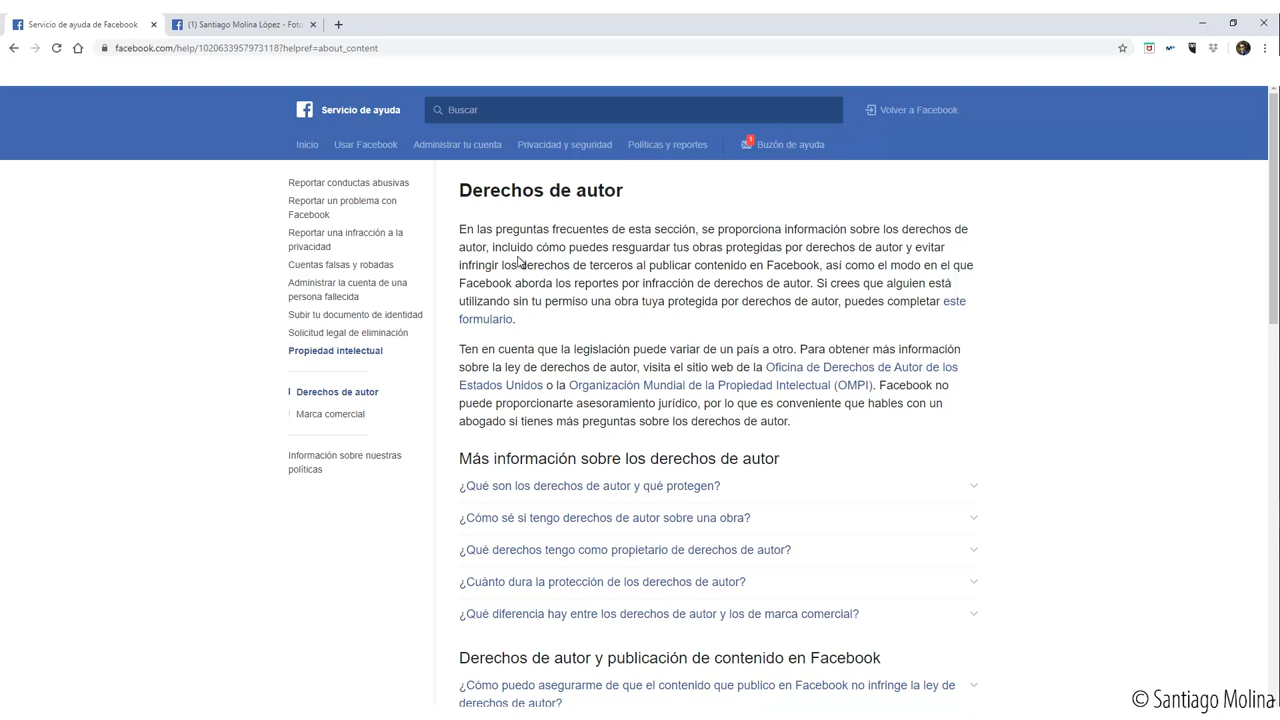 Servicio de ayuda de Facebook
(1) Santiago Molina López - Foto
facebook.com/help/1020633957973118?helpref=about_content
Servicio de ayuda
Buscar
Volver a Facebook
Inicio
Usar Facebook
Administrar tu cuenta
Privacidad y seguridad
Políticas y reportes
1
Buzón de ayuda
Reportar conductas abusivas
Reportar un problema con
Facebook
Reportar una infracción a la
privacidad
Cuentas falsas y robadas
Administrar la cuenta de una
persona fallecida
Subir tu documento de identidad
Solicitud legal de eliminación
Propiedad intelectual
Derechos de autor
Marca comercial
Información sobre nuestras
políticas
Derechos de autor
En las preguntas frecuentes de esta sección, se proporciona información sobre los derechos de
autor, incluido cómo puedes resguardar tus obras protegidas por derechos de autor y evitar
infringir los derechos de terceros al publicar contenido en Facebook, así como el modo en el que
Facebook aborda los reportes por infracción de derechos de autor. Si crees que alguien está
utilizando sin tu permiso una obra tuya protegida por derechos de autor, puedes completar este
formulario.
Ten en cuenta que la legislación puede variar de un país a otro. Para obtener más información
sobre la ley de derechos de autor, visita el sitio web de la Oficina de Derechos de Autor de los
Estados Unidos o la Organización Mundial de la Propiedad Intelectual (OMPI). Facebook no
puede proporcionarte asesoramiento jurídico, por lo que es conveniente que hables con un
abogado si tienes más preguntas sobre los derechos de autor.
Más información sobre los derechos de autor
¿Qué son los derechos de autor y qué protegen?
¿Cómo sé si tengo derechos de autor sobre una obra?
¿Qué derechos tengo como propietario de derechos de autor?
¿Cuánto dura la protección de los derechos de autor?
¿Qué diferencia hay entre los derechos de autor y los de marca comercial?
Derechos de autor y publicación de contenido en Facebook
¿Cómo puedo asegurarme de que el contenido que publico en Facebook no infringe la ley de
derechos de autor?
© Santiago Molina